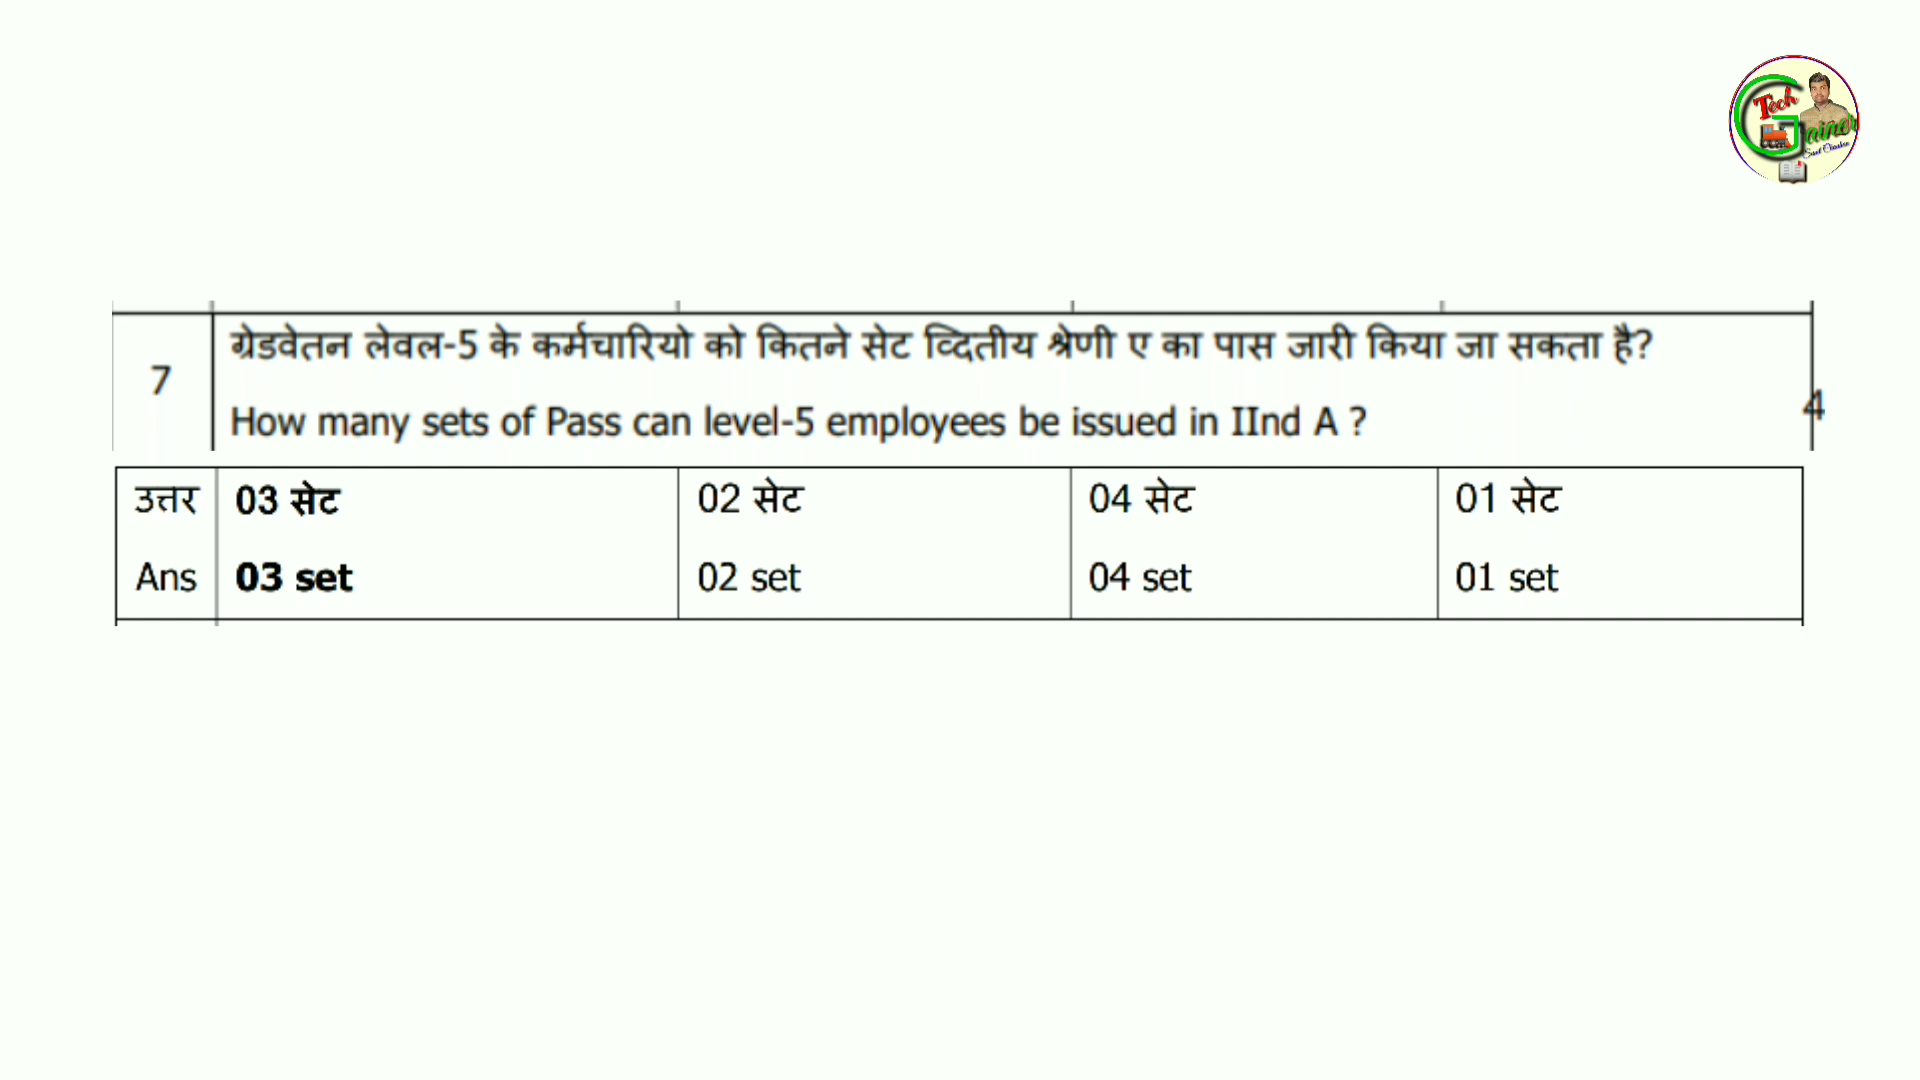 Tech
Gainer
7
ग्रेडवेतन लेवल-5 के कर्मचारियो को कितने सेट व्दितीय श्रेणी ए का पास जारी किया जा सकता है?
How many sets of Pass can level-5 employees be issued in IInd A ?
4
उत्तर 03 सेट 02 सेट 04 सेट 01 सेट
Ans 03 set 02 set 04 set 01 set